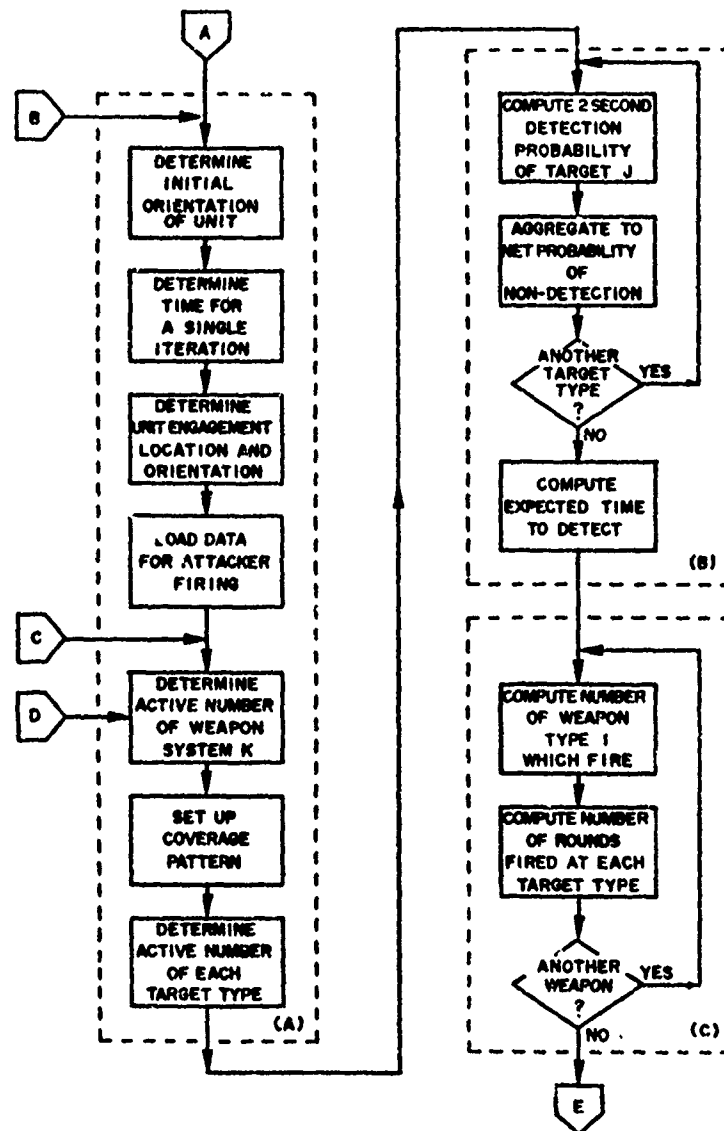 A
B
DETERMINE
INITIAL
ORIENTATION
OF UNIT
DETERMINE
TIME FOR
A SINGLE
ITERATION
DETERMINE
UNIT ENGAGEMENT
LOCATION AND
ORIENTATION
LOAD DATA
FOR ATTACKER
FIRING
C
D
DETERMINE
ACTIVE NUMBER
OF WEAPON
SYSTEM K
SET UP
COVERAGE
PATTERN
DETERMINE
ACTIVE NUMBER
OF EACH
TARGET TYPE
(A)
COMPUTE 2 SECOND
DETECTION
PROBABILITY
OF TARGET J
AGGREGATE TO
NET PROBABILITY
OF
NON-DETECTION
ANOTHER
TARGET
TYPE
?
YES
NO
COMPUTE
EXPECTED TIME
TO DETECT
(B)
COMPUTE NUMBER
OF WEAPON
TYPE I
WHICH FIRE
COMPUTE NUMBER
OF ROUNDS
FIRED AT EACH
TARGET TYPE
ANOTHER
WEAPON
?
YES
NO
(C)
E